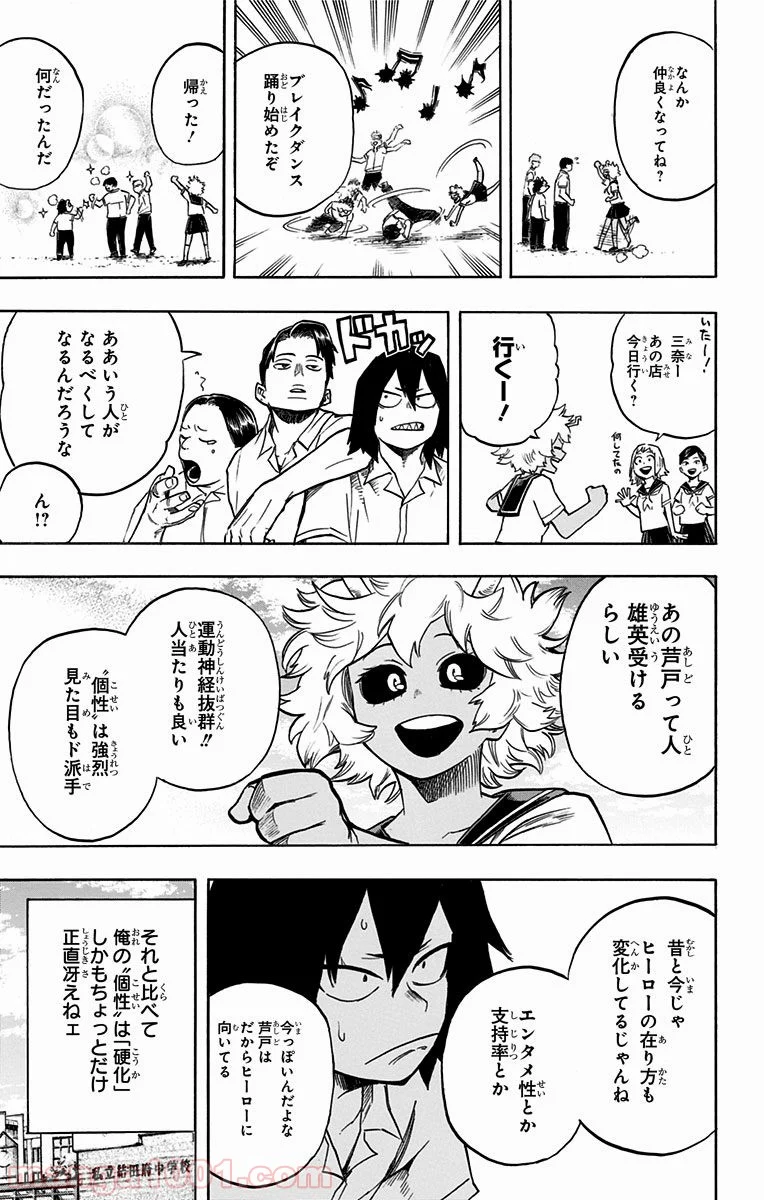 なんか
仲良くなってね？
ブレイクダンス
踊り始めたぞ
帰った！
何だったんだ
いたー！
三奈ー
あの店
今日行く？
何してたの
行くー！
ドカッ
ああいう人が
なるべくして
なるんだろうな
ん!?
あの芦戸って人
雄英受ける
らしい
運動神経抜群!!
人当たりも良い
〝個性〟は強烈
見た目もド派手
昔と今じゃ
ヒーローの在り方も
変化してるじゃんね
エンタメ性とか
支持率とか
今っぽいんだよな
芦戸は
だからヒーローに
向いてる
それと比べて
俺の〝個性〟は「硬化」
しかもちょっとだけ
正直冴えねェ
私立結田府中学校
manga1001.com